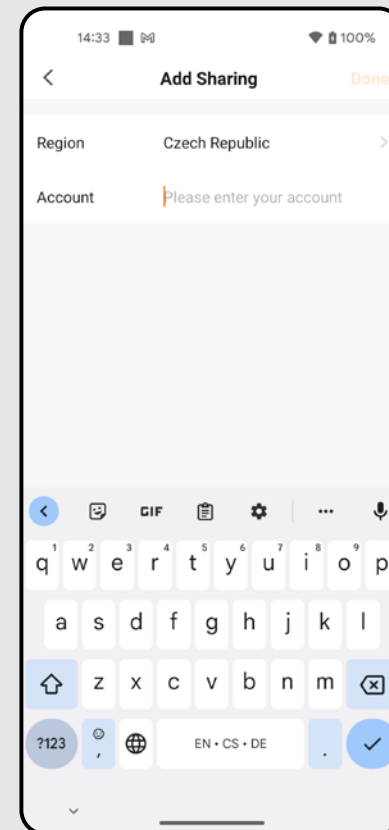 14:33 100%
Add Sharing Done
Region Czech Republic
Account Please enter your account
GIF
1 2 3 4 5 6 7 8 9
q w e r t y u i o p
a s d f g h j k l
z x c v b n m
?123 , EN • CS • DE .